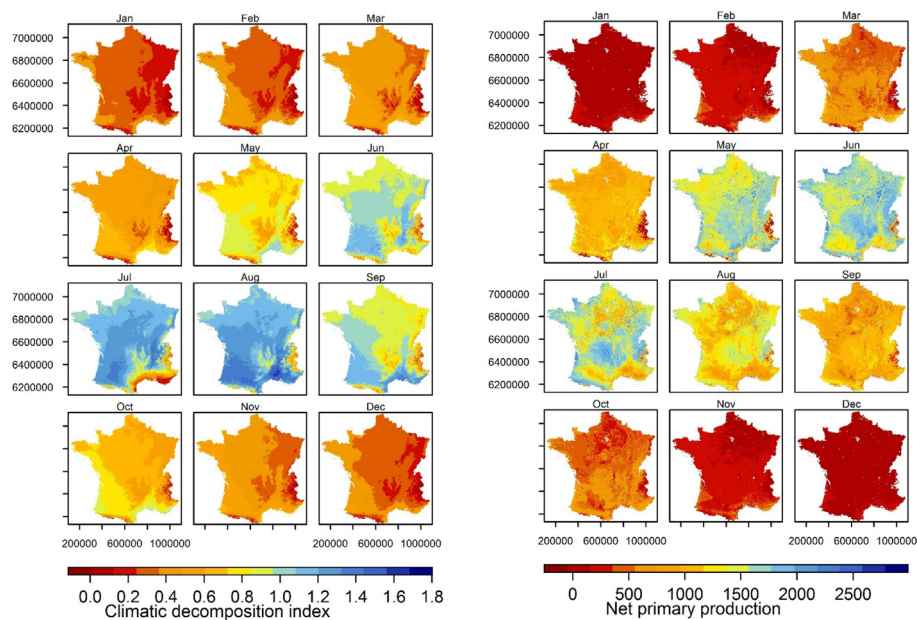 Jan Feb Mar
7000000
6800000
6600000
6400000
6200000
Apr May Jun
Jul Aug Sep
7000000
6800000
6600000
6400000
6200000
Oct Nov Dec
200000 600000 1000000 200000 600000 1000000
0.0 0.2 0.4 0.6 0.8 1.0 1.2 1.4 1.6 1.8
Climatic decomposition index
Jan Feb Mar
7000000
6800000
6600000
6400000
6200000
Apr May Jun
Jul Aug Sep
7000000
6800000
6600000
6400000
6200000
Oct Nov Dec
200000 600000 1000000 200000 600000 1000000
0 500 1000 1500 2000 2500
Net primary production